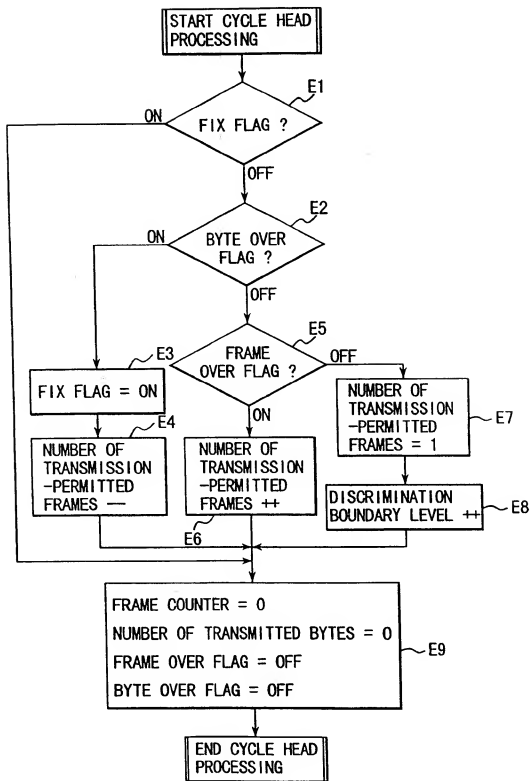 START CYCLE HEAD
PROCESSING
E1
ON
FIX FLAG ?
OFF
E2
ON
BYTE OVER
FLAG ?
OFF
E5
E3
FRAME
OVER FLAG ?
OFF
FIX FLAG = ON
ON
E4
NUMBER OF
TRANSMISSION
-PERMITTED
FRAMES --
NUMBER OF
TRANSMISSION
-PERMITTED
FRAMES ++
E6
NUMBER OF
TRANSMISSION
-PERMITTED
FRAMES = 1
E7
DISCRIMINATION
BOUNDARY LEVEL ++
E8
FRAME COUNTER = 0
NUMBER OF TRANSMITTED BYTES = 0
FRAME OVER FLAG = OFF
BYTE OVER FLAG = OFF
E9
END CYCLE HEAD
PROCESSING